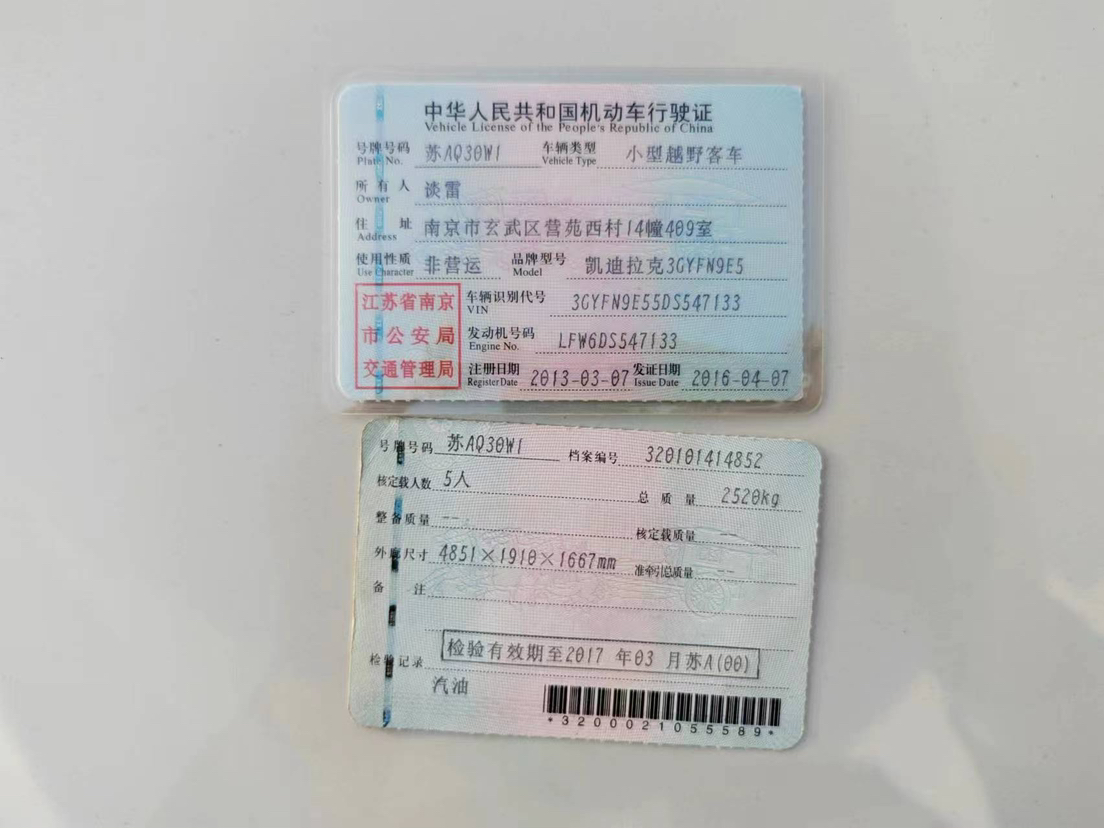 中华人民共和国机动车行驶证
Vehicle License of the People's Republic of China
号牌号码 Plate No. 苏AQ30W1 车辆类型 Vehicle Type 小型越野客车
所有人 Owner 淡雷
住址 Address 南京市玄武区营苑西村14幢409室
使用性质 Use Character 非营运 品牌型号 Model 凯迪拉克3GYFN9E5
江苏省南京市公安局交通管理局
车辆识别代号 VIN 3GYFN9E55DS547133
发动机号码 Engine No. LFW6DS547133
注册日期 Register Date 2013-03-07 发证日期 Issue Date 2016-04-07
号牌号码 苏AQ30W1 档案编号 320101414852
核定载人数 5人 总质量 2520kg
整备质量 -- 核定载质量 --
外廓尺寸 4851×1910×1667mm 准牵引总质量 --
备注
检验记录 检验有效期至2017 年03 月苏A(00)
汽油
*3200021055589*